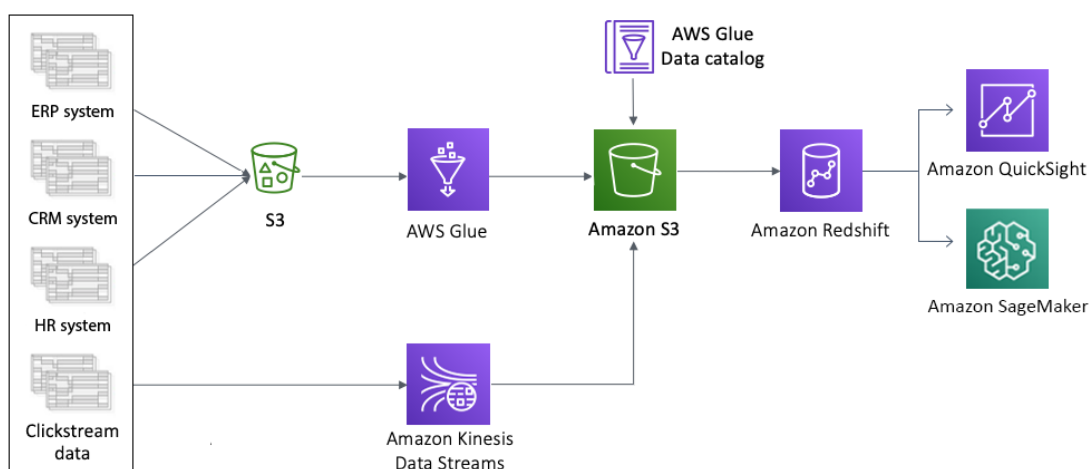 ERP system
CRM system
HR system
Clickstream
data
S3
AWS Glue
Amazon Kinesis
Data Streams
AWS Glue
Data catalog
Amazon S3
Amazon Redshift
Amazon QuickSight
Amazon SageMaker